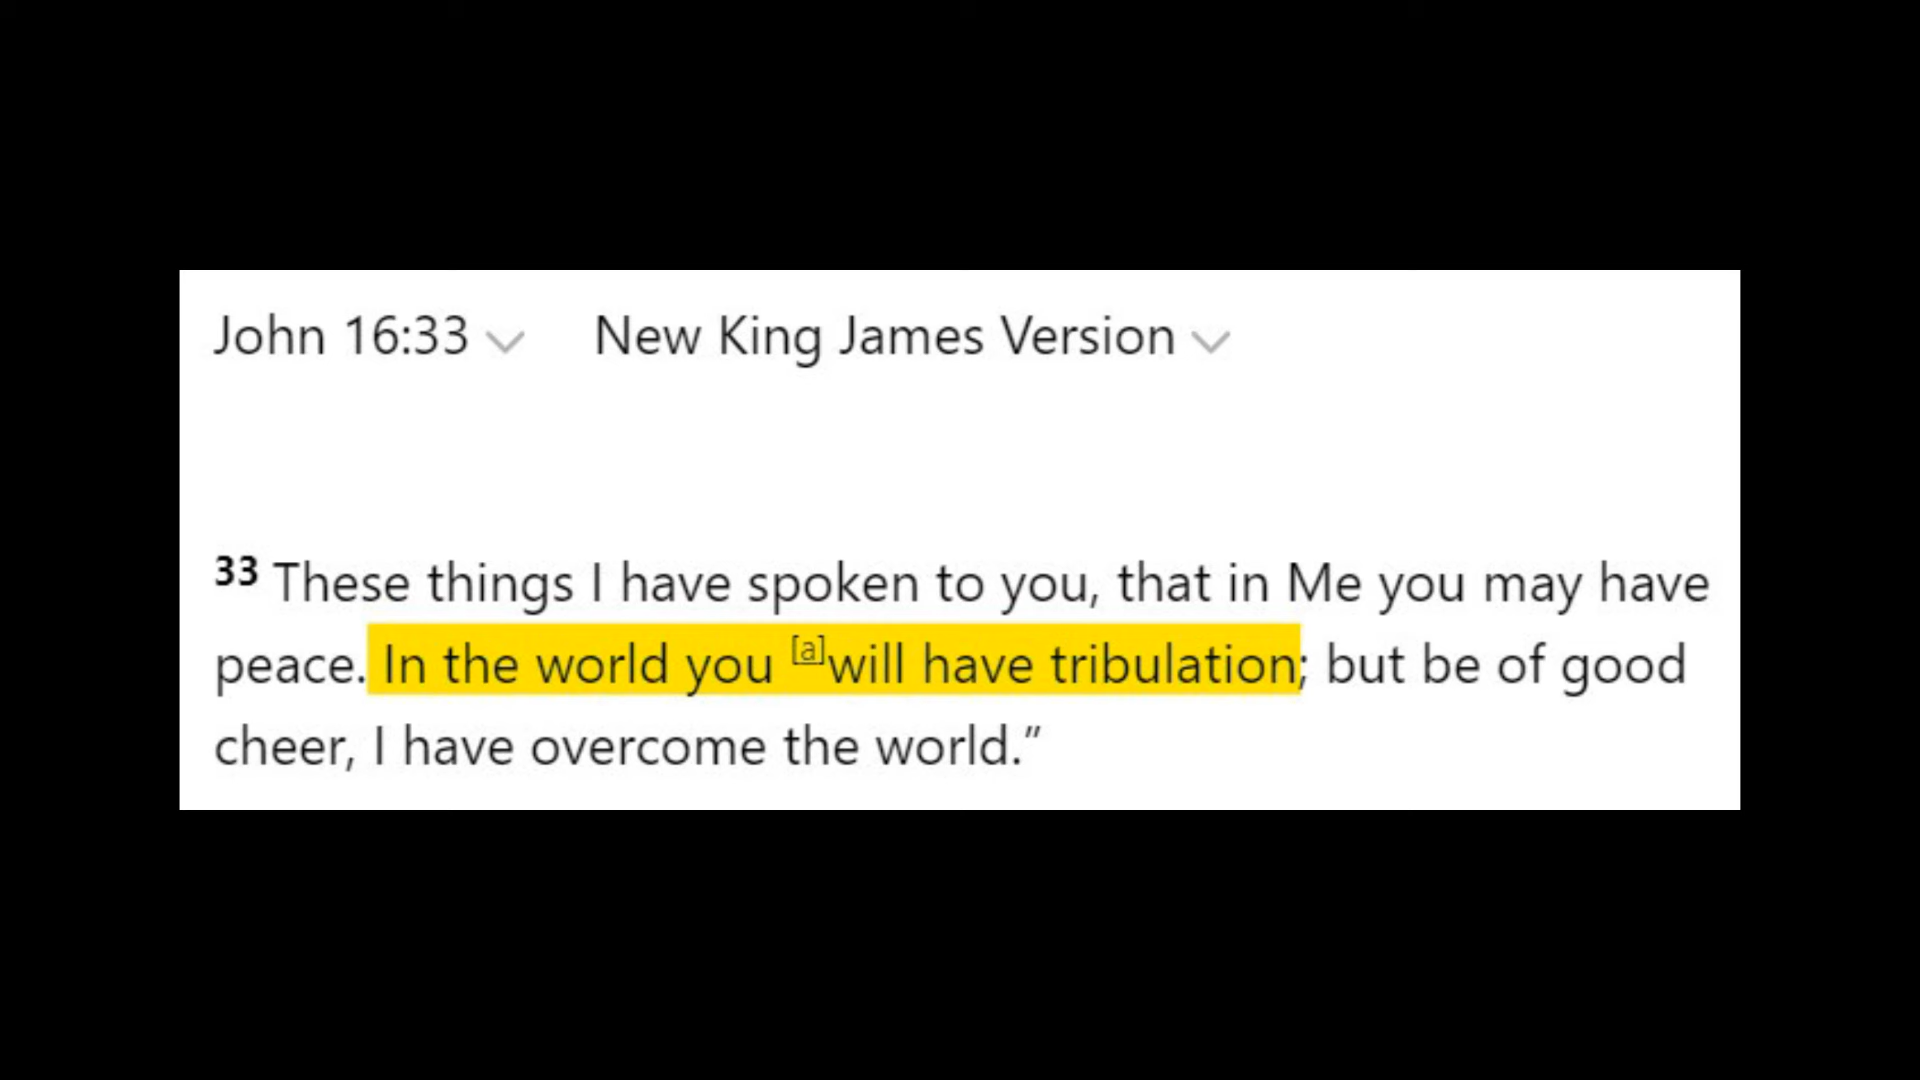 John 16:33 New King James Version
33 These things I have spoken to you, that in Me you may have
peace. In the world you [a]will have tribulation; but be of good
cheer, I have overcome the world.”